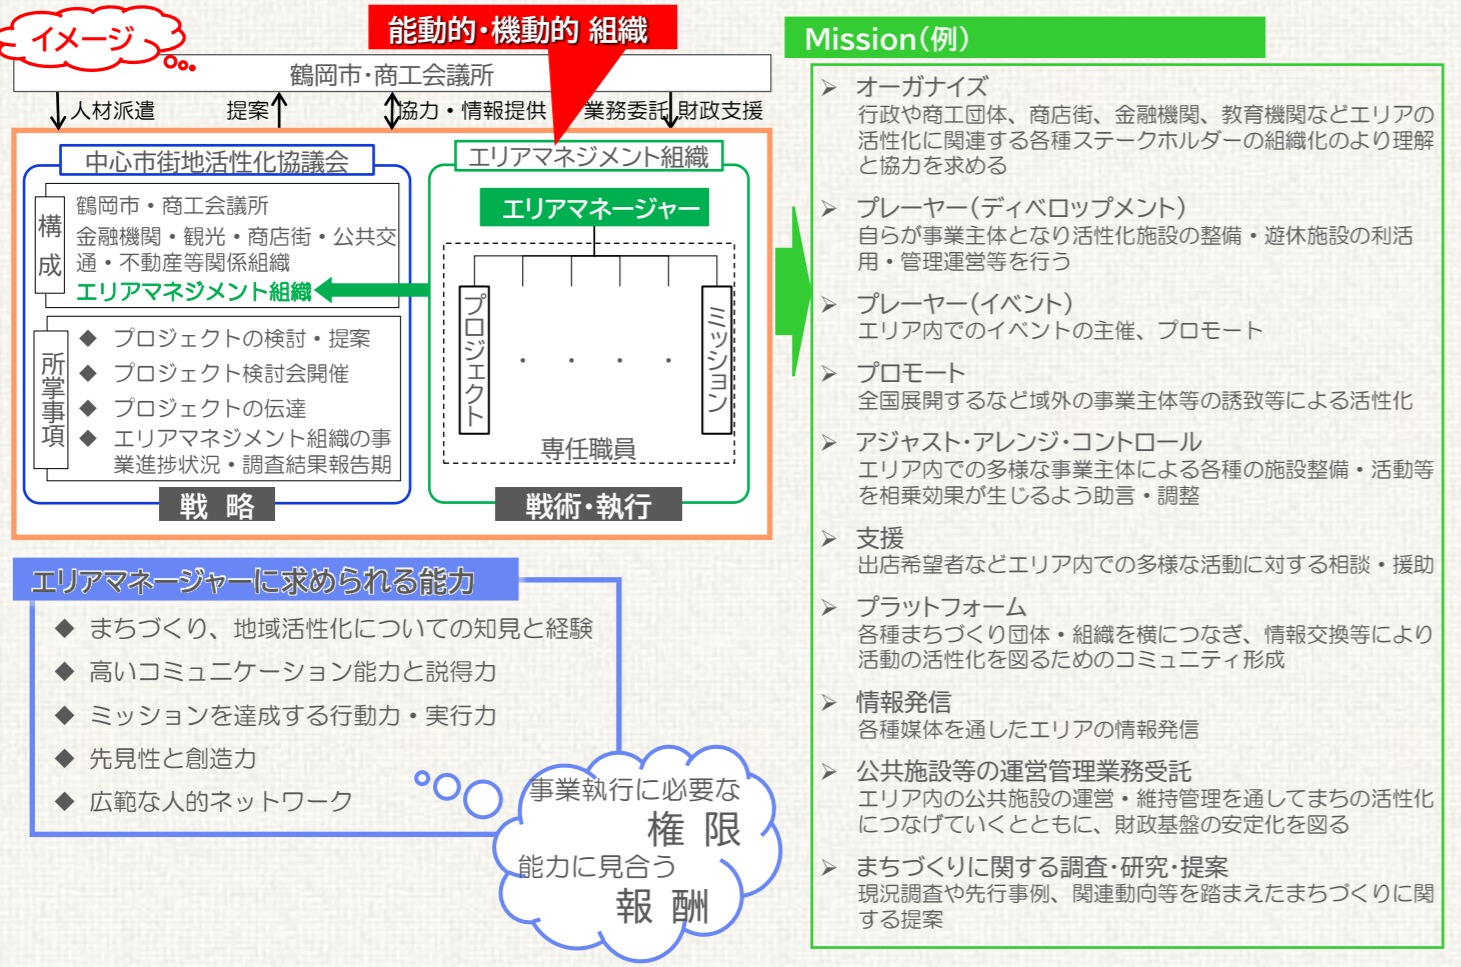 イメージ
能動的・機動的 組織
鶴岡市・商工会議所
人材派遣
提案
協力・情報提供
業務委託
財政支援
中心市街地活性化協議会
構成
鶴岡市・商工会議所
金融機関・観光・商店街・公共交
通・不動産等関係組織
エリアマネジメント組織
所掌事項
◆ プロジェクトの検討・提案
◆ プロジェクト検討会開催
◆ プロジェクトの伝達
◆ エリアマネジメント組織の事
業進捗状況・調査結果報告期
戦 略
エリアマネジメント組織
エリアマネージャー
プロジェクト
・ ・ ・ ・
ミッション
専任職員
戦術・執行
エリアマネージャーに求められる能力
◆ まちづくり、地域活性化についての知見と経験
◆ 高いコミュニケーション能力と説得力
◆ ミッションを達成する行動力・実行力
◆ 先見性と創造力
◆ 広範な人的ネットワーク
事業執行に必要な
権 限
能力に見合う
報 酬
Mission(例)
➢ オーガナイズ
行政や商工団体、商店街、金融機関、教育機関などエリアの
活性化に関連する各種ステークホルダーの組織化のより理解
と協力を求める
➢ プレーヤー(ディベロップメント)
自らが事業主体となり活性化施設の整備・遊休施設の利活
用・管理運営等を行う
➢ プレーヤー(イベント)
エリア内でのイベントの主催、プロモート
➢ プロモート
全国展開するなど域外の事業主体等の誘致等による活性化
➢ アジャスト・アレンジ・コントロール
エリア内での多様な事業主体による各種の施設整備・活動等
を相乗効果が生じるよう助言・調整
➢ 支援
出店希望者などエリア内での多様な活動に対する相談・援助
➢ プラットフォーム
各種まちづくり団体・組織を横につなぎ、情報交換等により
活動の活性化を図るためのコミュニティ形成
➢ 情報発信
各種媒体を通したエリアの情報発信
➢ 公共施設等の運営管理業務受託
エリア内の公共施設の運営・維持管理を通してまちの活性化
につなげていくとともに、財政基盤の安定化を図る
➢ まちづくりに関する調査・研究・提案
現況調査や先行事例、関連動向等を踏まえたまちづくりに関
する提案